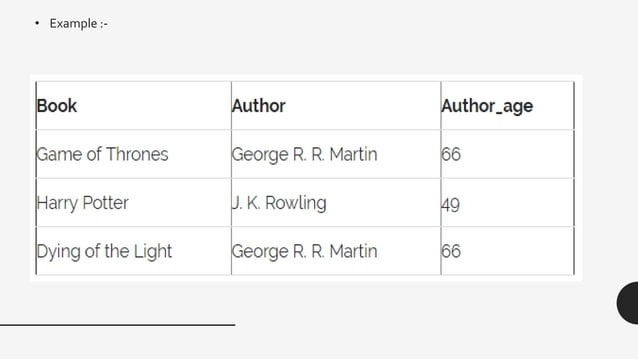 • Example :-
Book Author Author_age
Game of Thrones George R. R. Martin 66
Harry Potter J. K. Rowling 49
Dying of the Light George R. R. Martin 66